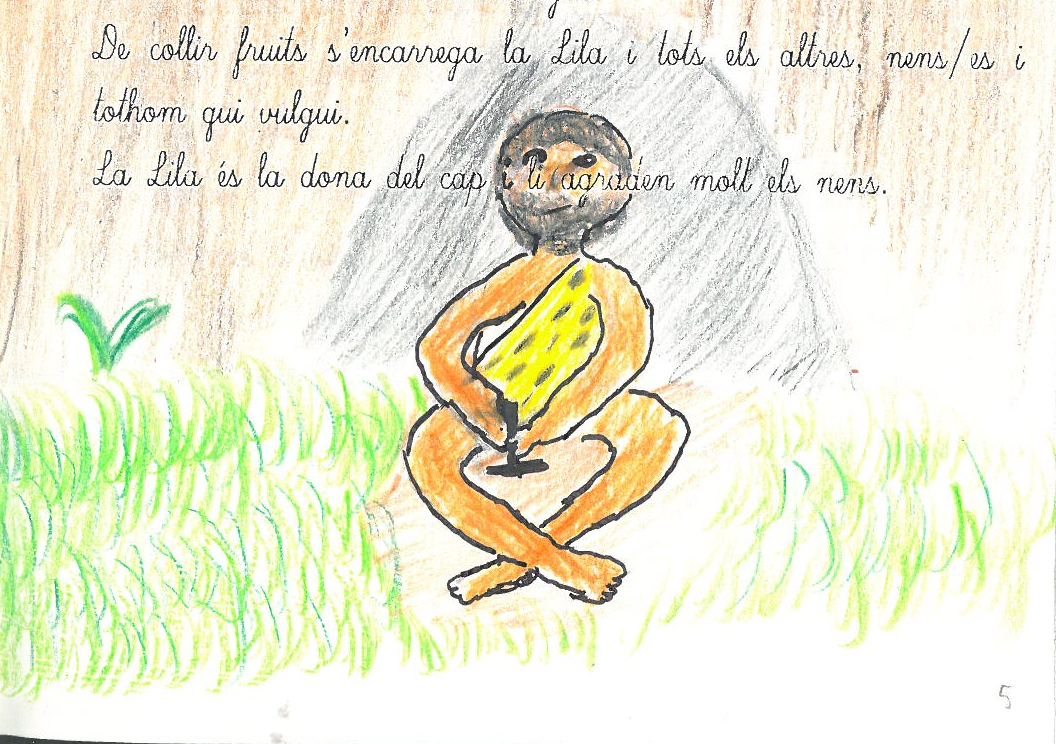 De collir fruits s'encarrega la Lila i tots els altres, nens/es i
tothom qui vulgui.
La Lila és la dona del cap i li agraden molt els nens.
5